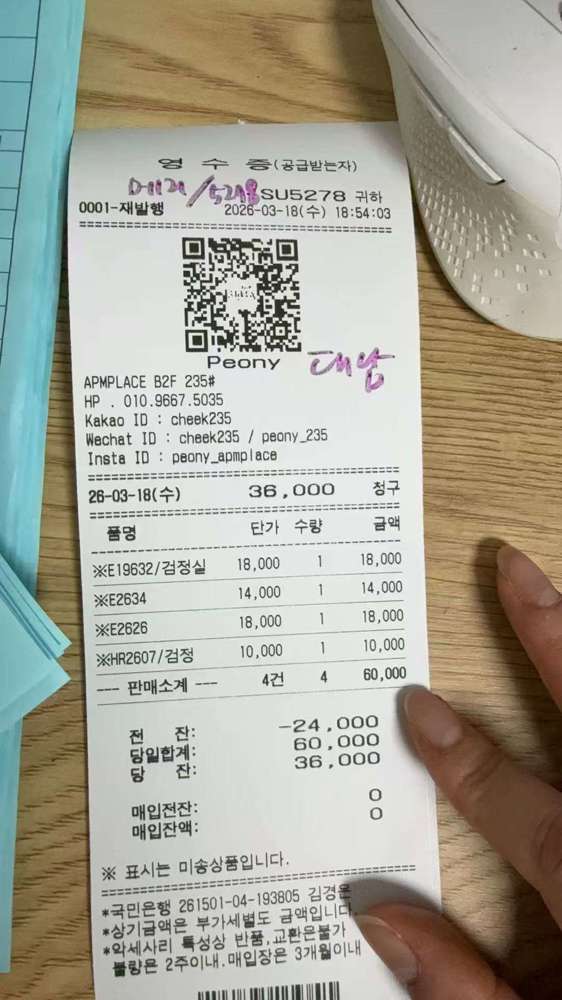 영 수 증(공급받는자)
SU5278 귀하
0001-재발행 2026-03-18(수) 18:54:03
Peony
대납
APMPLACE B2F 235#
HP . 010.9667.5035
Kakao ID : cheek235
Wechat ID : cheek235 / peony_235
Insta ID : peony_apmplace
26-03-18(수) 36,000 청구
품명 단가 수량 금액
※E19632/검정실 18,000 1 18,000
※E2634 14,000 1 14,000
※E2626 18,000 1 18,000
※HR2607/검정 10,000 1 10,000
--- 판매소계 --- 4건 4 60,000
전 잔: -24,000
당일합계: 60,000
당 잔: 36,000
매입전잔: 0
매입잔액: 0
※ 표시는 미송상품입니다.
*국민은행 261501-04-193805 김경
*상기금액은 부가세별도 금액입니다.
*악세사리 특성상 반품,교환은불가
불량은 2주이내.매입장은 3개월이내